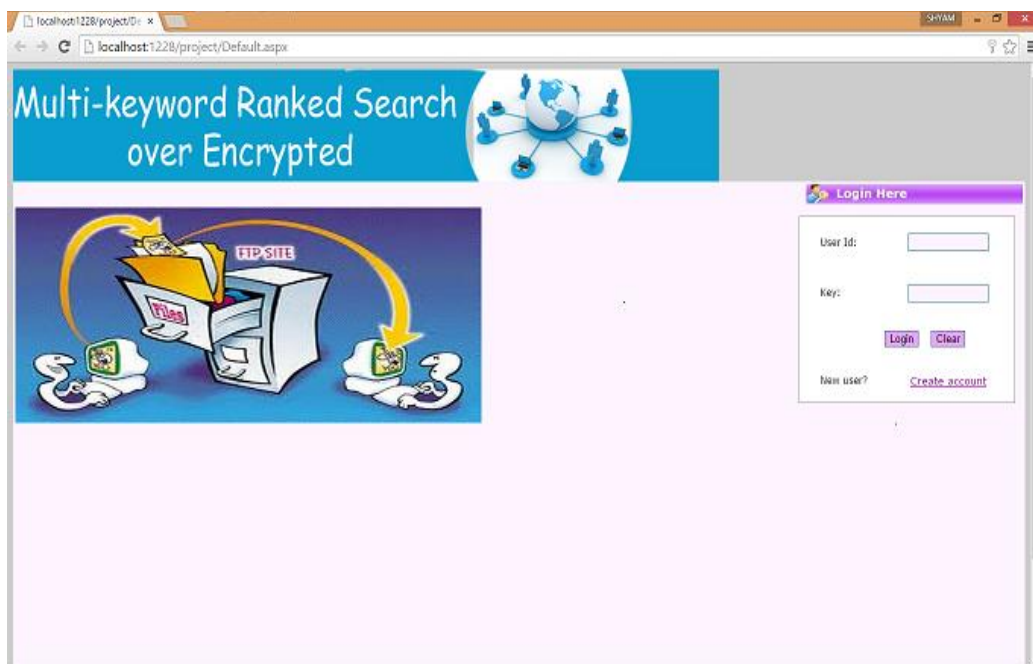 localhost:1228/project/De
SHYAM
localhost:1228/project/Default.aspx
Multi-keyword Ranked Search
over Encrypted
Login Here
FTP SITE
Files
User Id:
Key:
Login Clear
New user? Create account